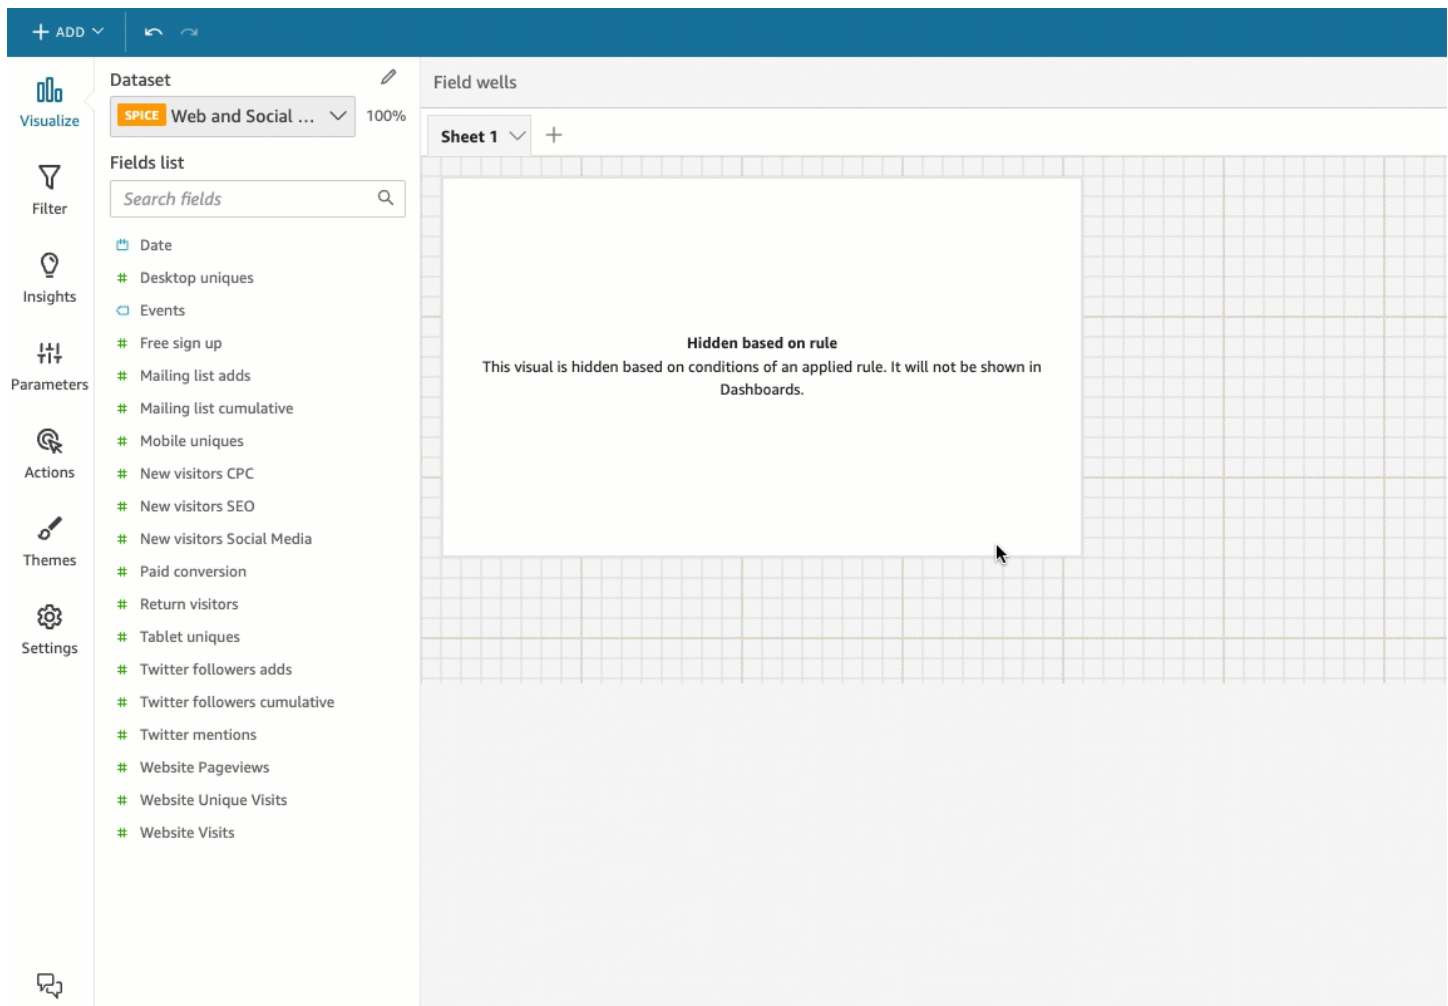 ADD
Visualize
Filter
Insights
Parameters
Actions
Themes
Settings
Dataset
SPICE Web and Social ... 100%
Fields list
Search fields
Date
Desktop uniques
Events
Free sign up
Mailing list adds
Mailing list cumulative
Mobile uniques
New visitors CPC
New visitors SEO
New visitors Social Media
Paid conversion
Return visitors
Tablet uniques
Twitter followers adds
Twitter followers cumulative
Twitter mentions
Website Pageviews
Website Unique Visits
Website Visits
Field wells
Sheet 1
Hidden based on rule
This visual is hidden based on conditions of an applied rule. It will not be shown in
Dashboards.